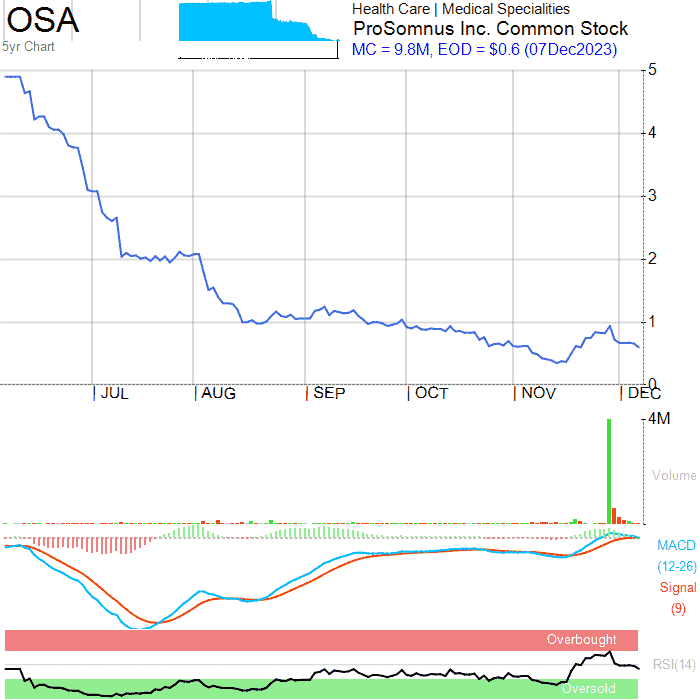 OSA
5yr Chart
Health Care | Medical Specialities
ProSomnus Inc. Common Stock
MC = 9.8M, EOD = $0.6 (07Dec2023)
5
4
3
2
1
0
JUL
AUG
SEP
OCT
NOV
DEC
4M
Volume
MACD
(12-26)
Signal
(9)
Overbought
RSI(14)
Oversold